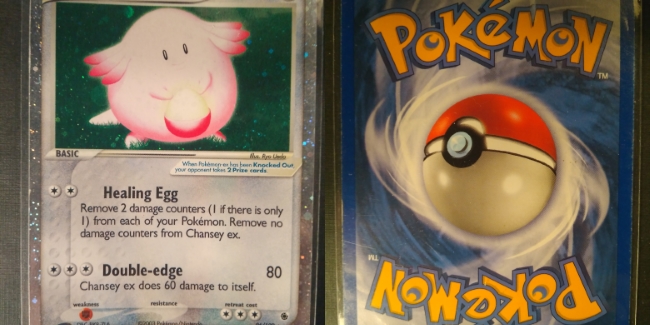 BASIC
Illus. Ryo Ueda
When Pokémon-ex has been Knocked Out,
your opponent takes 2 Prize cards.
Healing Egg
Remove 2 damage counters (1 if there is only
1) from each of your Pokémon. Remove no
damage counters from Chansey ex.
Double-edge 80
Chansey ex does 60 damage to itself.
weakness resistance retreat cost
POKéMON
TM
POKéMON
TM